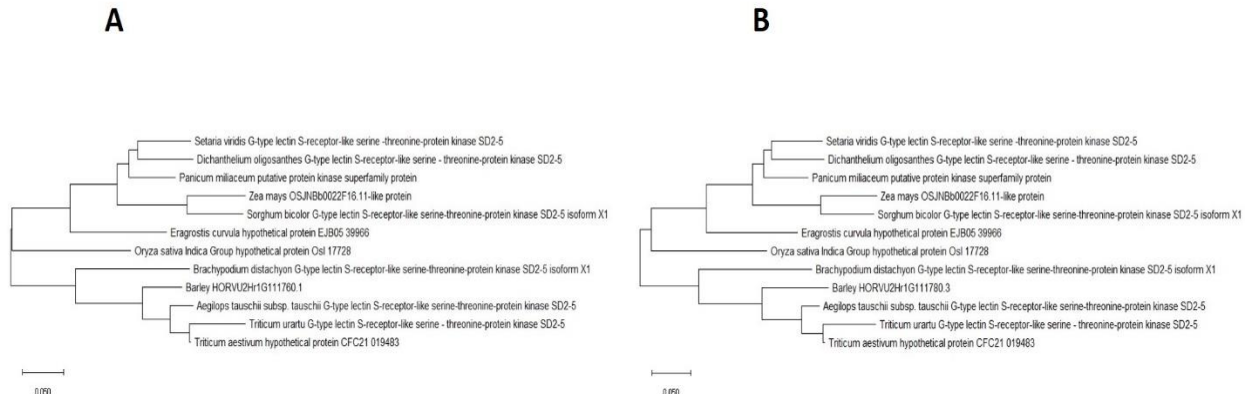 A
Setaria viridis G-type lectin S-receptor-like serine -threonine-protein kinase SD2-5
Dichanthelium oligosanthes G-type lectin S-receptor-like serine - threonine-protein kinase SD2-5
Panicum miliaceum putative protein kinase superfamily protein
Zea mays OSJNBb0022F16.11-like protein
Sorghum bicolor G-type lectin S-receptor-like serine-threonine-protein kinase SD2-5 isoform X1
Eragrostis curvula hypothetical protein EJB05 39966
Oryza sativa Indica Group hypothetical protein OsI 17728
Brachypodium distachyon G-type lectin S-receptor-like serine-threonine-protein kinase SD2-5 isoform X1
Barley HORVU2Hr1G111760.1
Aegilops tauschii subsp. tauschii G-type lectin S-receptor-like serine-threonine-protein kinase SD2-5
Triticum urartu G-type lectin S-receptor-like serine - threonine-protein kinase SD2-5
Triticum aestivum hypothetical protein CFC21 019483
0.050
B
Setaria viridis G-type lectin S-receptor-like serine -threonine-protein kinase SD2-5
Dichanthelium oligosanthes G-type lectin S-receptor-like serine - threonine-protein kinase SD2-5
Panicum miliaceum putative protein kinase superfamily protein
Zea mays OSJNBb0022F16.11-like protein
Sorghum bicolor G-type lectin S-receptor-like serine-threonine-protein kinase SD2-5 isoform X1
Eragrostis curvula hypothetical protein EJB05 39966
Oryza sativa Indica Group hypothetical protein OsI 17728
Brachypodium distachyon G-type lectin S-receptor-like serine-threonine-protein kinase SD2-5 isoform X1
Barley HORVU2Hr1G111780.3
Aegilops tauschii subsp. tauschii G-type lectin S-receptor-like serine-threonine-protein kinase SD2-5
Triticum urartu G-type lectin S-receptor-like serine - threonine-protein kinase SD2-5
Triticum aestivum hypothetical protein CFC21 019483
0.050